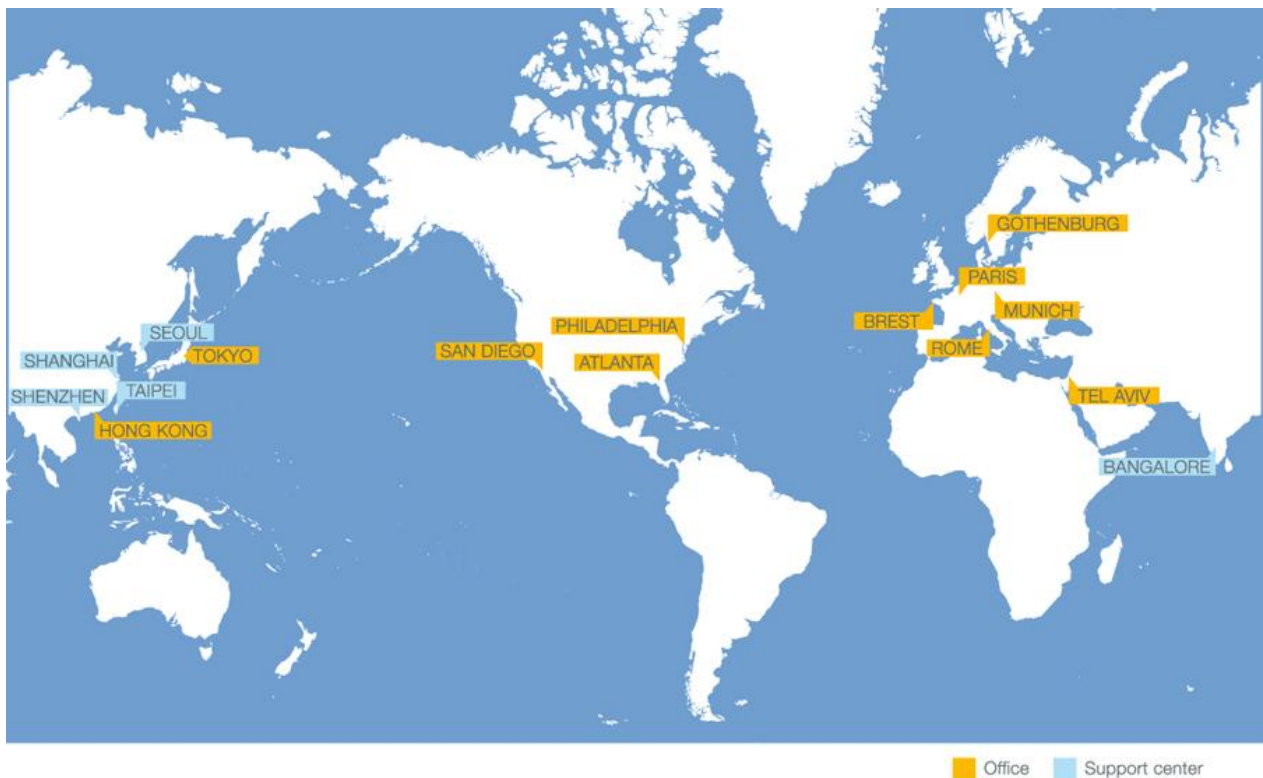 GOTHENBURG
PARIS
MUNICH
BREST
ROME
PHILADELPHIA
SAN DIEGO
ATLANTA
SEOUL
TOKYO
SHANGHAI
TAIPEI
SHENZHEN
HONG KONG
TEL AVIV
BANGALORE
Office
Support center